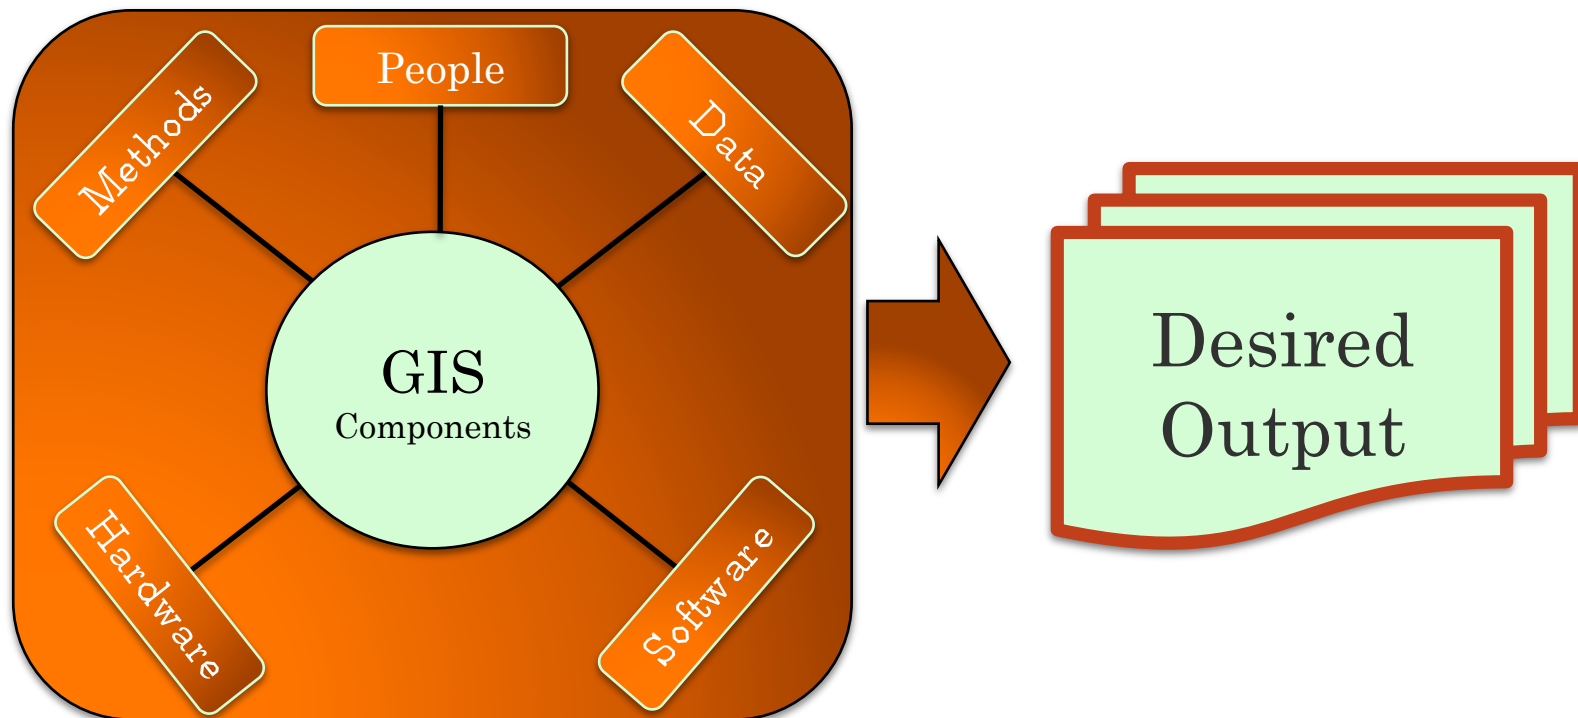 People
Methods
Data
GIS
Components
Hardware
Software
Desired
Output